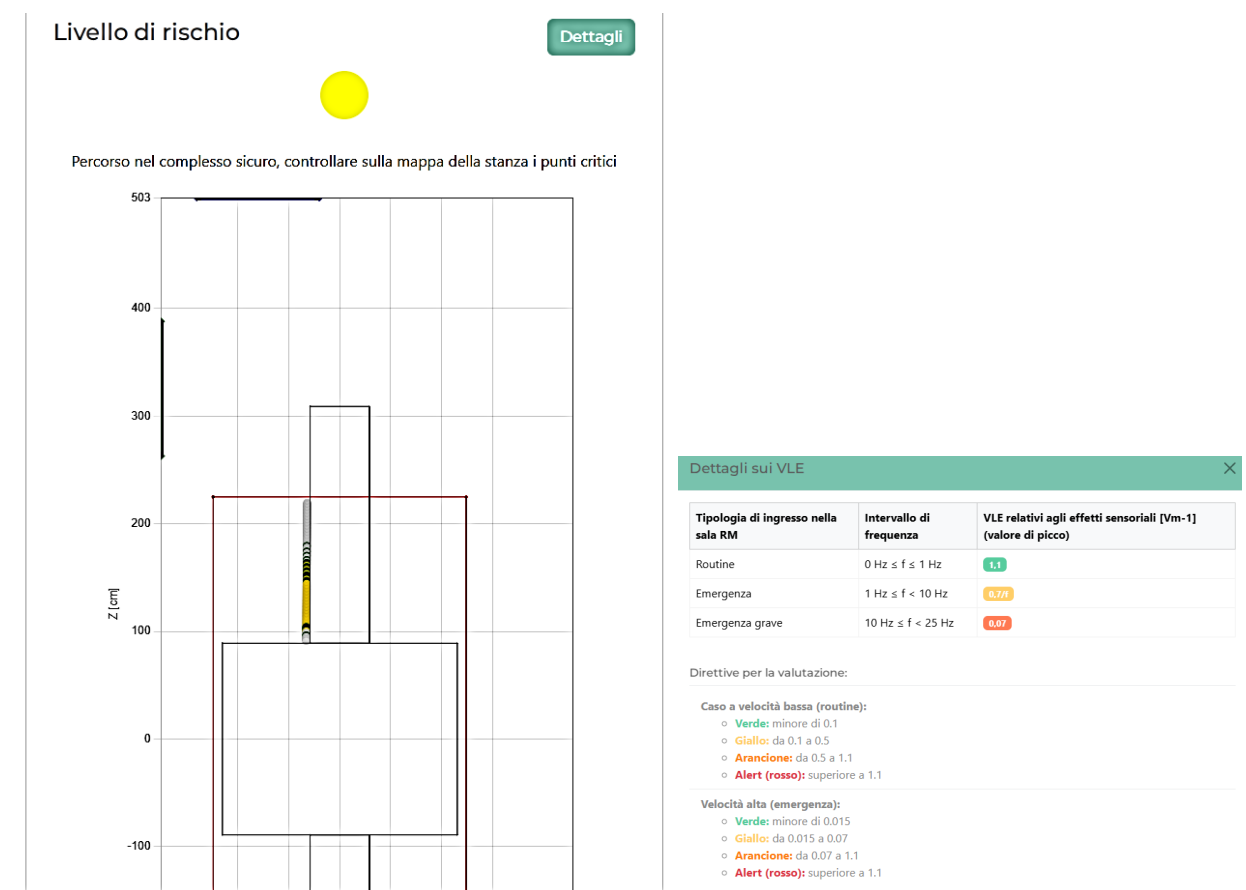 Livello di rischio
Dettagli
Percorso nel complesso sicuro, controllare sulla mappa della stanza i punti critici
503
400
300
200
100
0
-100
Z [cm]
Dettagli sui VLE
Tipologia di ingresso nella sala RM
Intervallo di frequenza
VLE relativi agli effetti sensoriali [Vm-1] (valore di picco)
Routine
0 Hz ≤ f ≤ 1 Hz
1,1
Emergenza
1 Hz ≤ f < 10 Hz
0,7/f
Emergenza grave
10 Hz ≤ f < 25 Hz
0,07
Direttive per la valutazione:
Caso a velocità bassa (routine):
Verde: minore di 0.1
Giallo: da 0.1 a 0.5
Arancione: da 0.5 a 1.1
Alert (rosso): superiore a 1.1
Velocità alta (emergenza):
Verde: minore di 0.015
Giallo: da 0.015 a 0.07
Arancione: da 0.07 a 1.1
Alert (rosso): superiore a 1.1